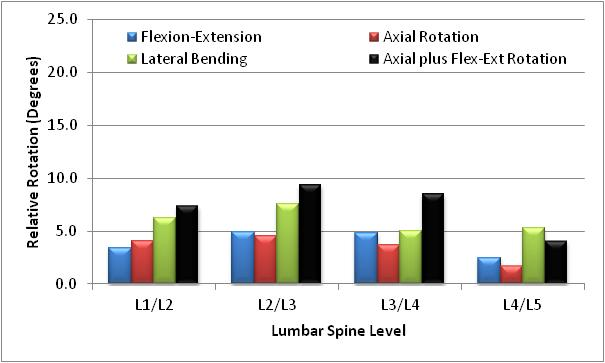 25.0
20.0
15.0
10.0
5.0
0.0
Relative Rotation (Degrees)
Flexion-Extension
Axial Rotation
Lateral Bending
Axial plus Flex-Ext Rotation
L1/L2
L2/L3
L3/L4
L4/L5
Lumbar Spine Level